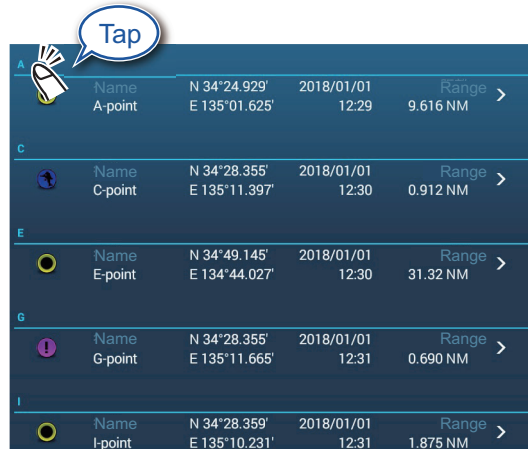 Tap
A
Name N 34°24.929' 2018/01/01 Range
A-point E 135°01.625' 12:29 9.616 NM
C
Name N 34°28.355' 2018/01/01 Range
C-point E 135°11.397' 12:30 0.912 NM
E
Name N 34°49.145' 2018/01/01 Range
E-point E 134°44.027' 12:30 31.32 NM
G
Name N 34°28.355' 2018/01/01 Range
G-point E 135°11.665' 12:31 0.690 NM
I
Name N 34°28.359' 2018/01/01 Range
I-point E 135°10.231' 12:31 1.875 NM